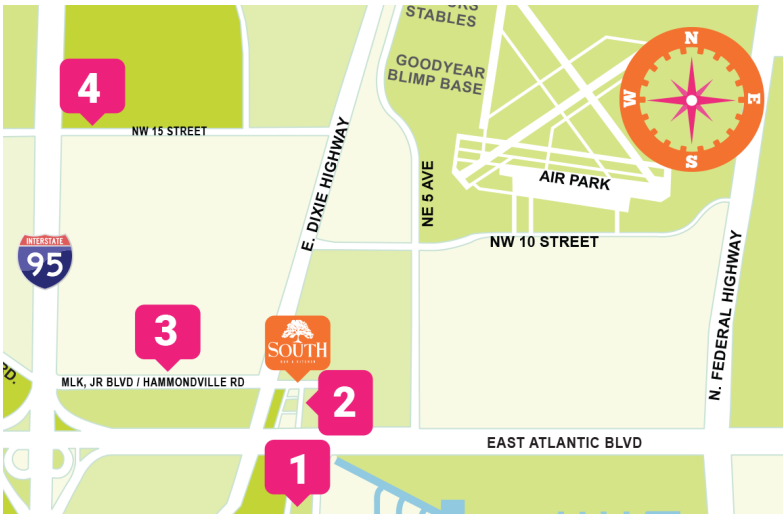 STABLES
GOODYEAR
BLIMP BASE
N
W
E
S
4
NW 15 STREET
E. DIXIE HIGHWAY
NE 5 AVE
AIR PARK
NW 10 STREET
INTERSTATE
95
N. FEDERAL HIGHWAY
3
SOUTH
RD.
MLK, JR BLVD / HAMMONDVILLE RD
2
EAST ATLANTIC BLVD
1